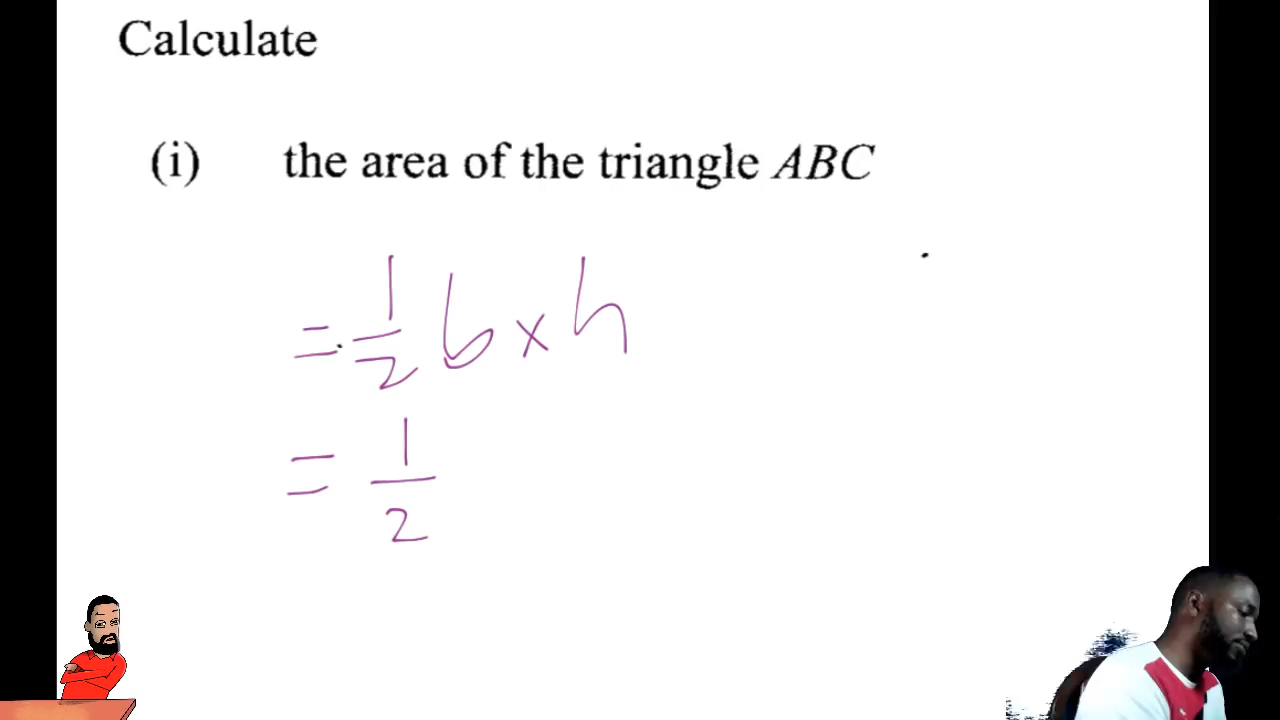 Calculate
(i) the area of the triangle ABC
= 1/2 b x h
= 1/2